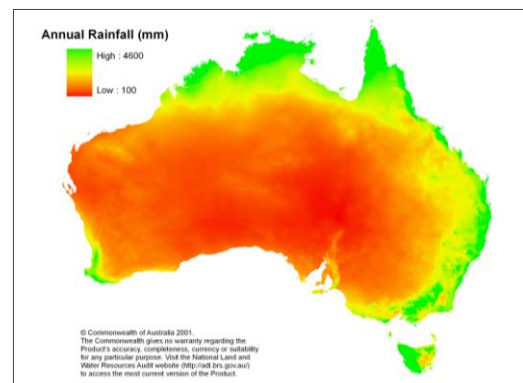 Annual Rainfall (mm)
High : 4600
Low : 100
© Commonwealth of Australia 2001.
The Commonwealth gives no warranty regarding the
Product's accuracy, completeness, currency or suitability
for any particular purpose. Visit the National Land and
Water Resources Audit website (http://adl.brs.gov.au/)
to access the most current version of the Product.